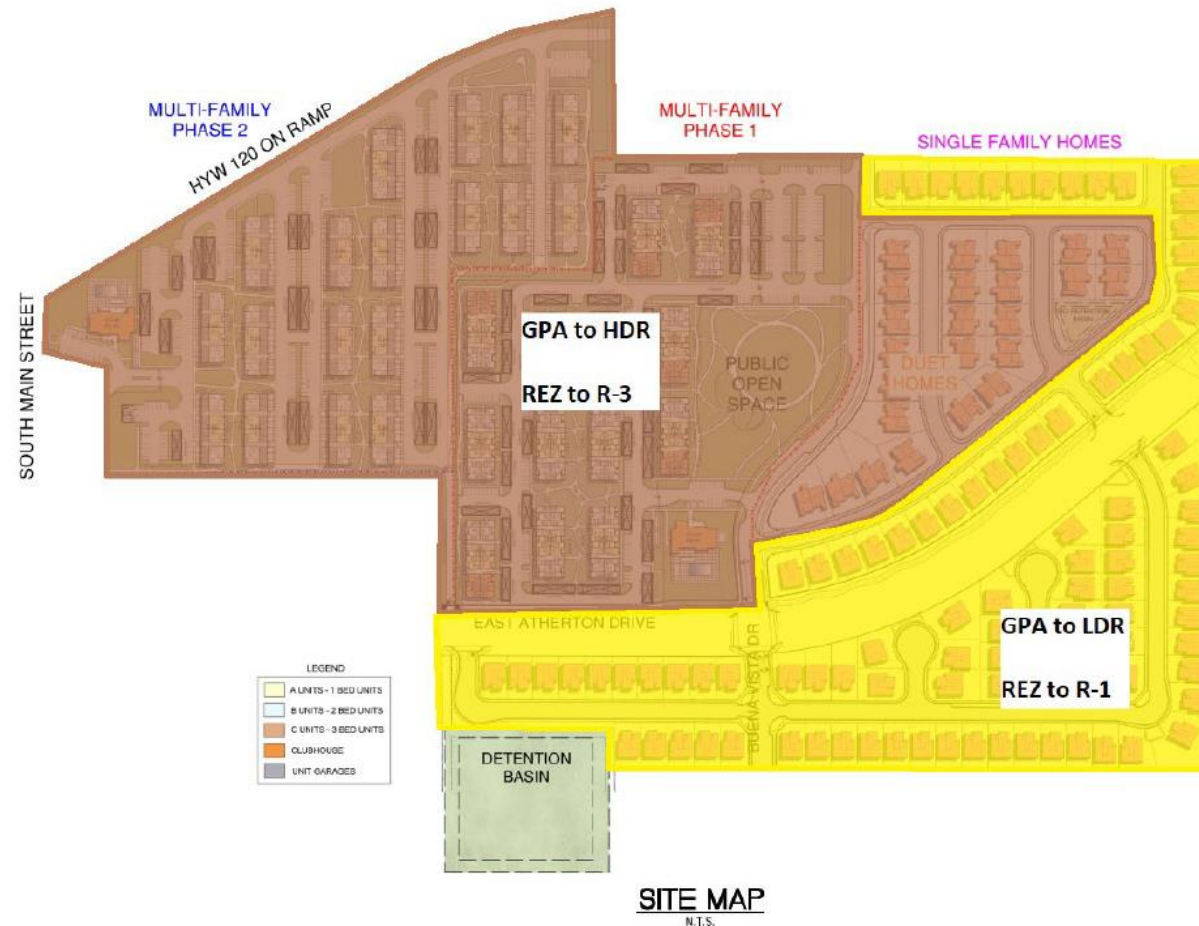 MULTI-FAMILY
PHASE 2
HYW 120 ON RAMP
MULTI-FAMILY
PHASE 1
SINGLE FAMILY HOMES
SOUTH MAIN STREET
GPA to HDR
REZ to R-3
PUBLIC
OPEN
SPACE
DUET
HOMES
EAST ATHERTON DRIVE
BUENA VISTA DR
GPA to LDR
REZ to R-1
LEGEND
A UNITS - 1 BED UNITS
B UNITS - 2 BED UNITS
C UNITS - 3 BED UNITS
CLUBHOUSE
UNIT GARAGES
DETENTION
BASIN
SITE MAP
N.T.S.